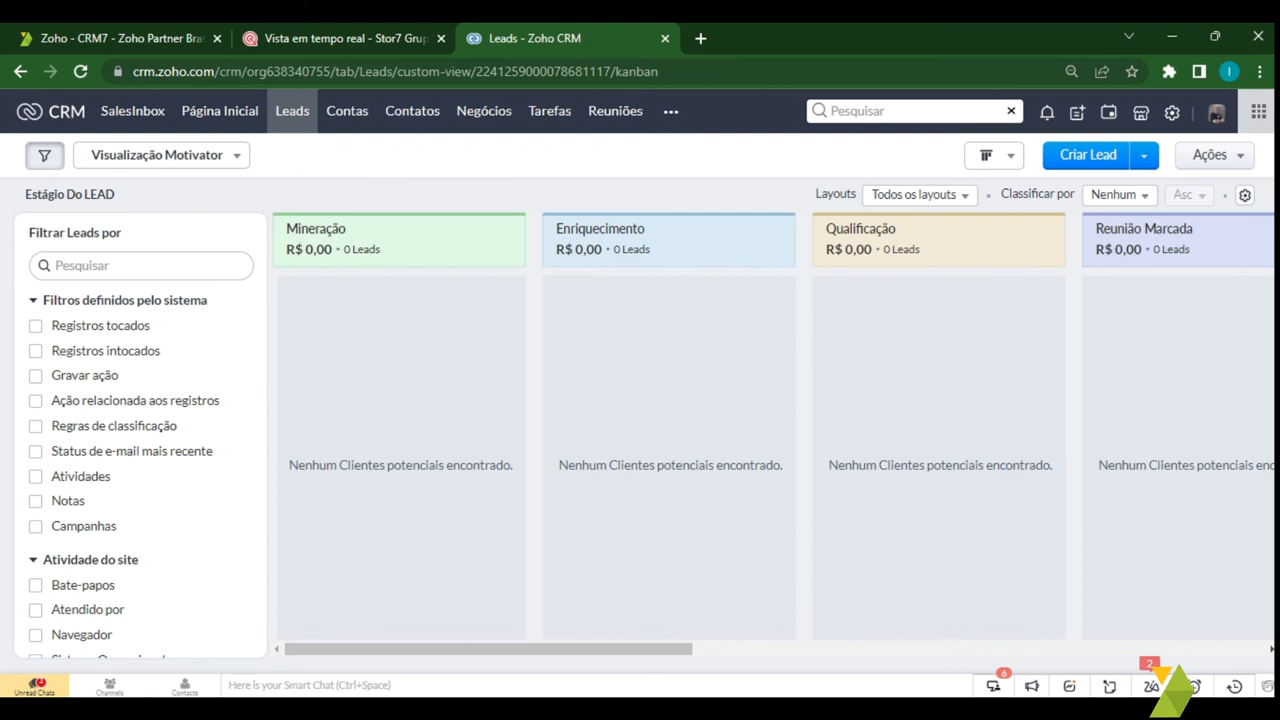 Zoho - CRM7 - Zoho Partner Bras
Vista em tempo real - Stor7 Grup
Leads - Zoho CRM
crm.zoho.com/crm/org638340755/tab/Leads/custom-view/2241259000078681117/kanban
I
CRM
SalesInbox
Página Inicial
Leads
Contas
Contatos
Negócios
Tarefas
Reuniões
Pesquisar
Visualização Motivator
Criar Lead
Ações
Estágio Do LEAD
Layouts
Todos os layouts
Classificar por
Nenhum
Asc
Filtrar Leads por
Pesquisar
Filtros definidos pelo sistema
Registros tocados
Registros intocados
Gravar ação
Ação relacionada aos registros
Regras de classificação
Status de e-mail mais recente
Atividades
Notas
Campanhas
Atividade do site
Bate-papos
Atendido por
Navegador
Mineração
R$ 0,00 • 0 Leads
Nenhum Clientes potenciais encontrado.
Enriquecimento
R$ 0,00 • 0 Leads
Nenhum Clientes potenciais encontrado.
Qualificação
R$ 0,00 • 0 Leads
Nenhum Clientes potenciais encontrado.
Reunião Marcada
R$ 0,00 • 0 Leads
Nenhum Clientes potenciais enc
Unread Chats
Channels
Contacts
Here is your Smart Chat (Ctrl+Space)
6
2